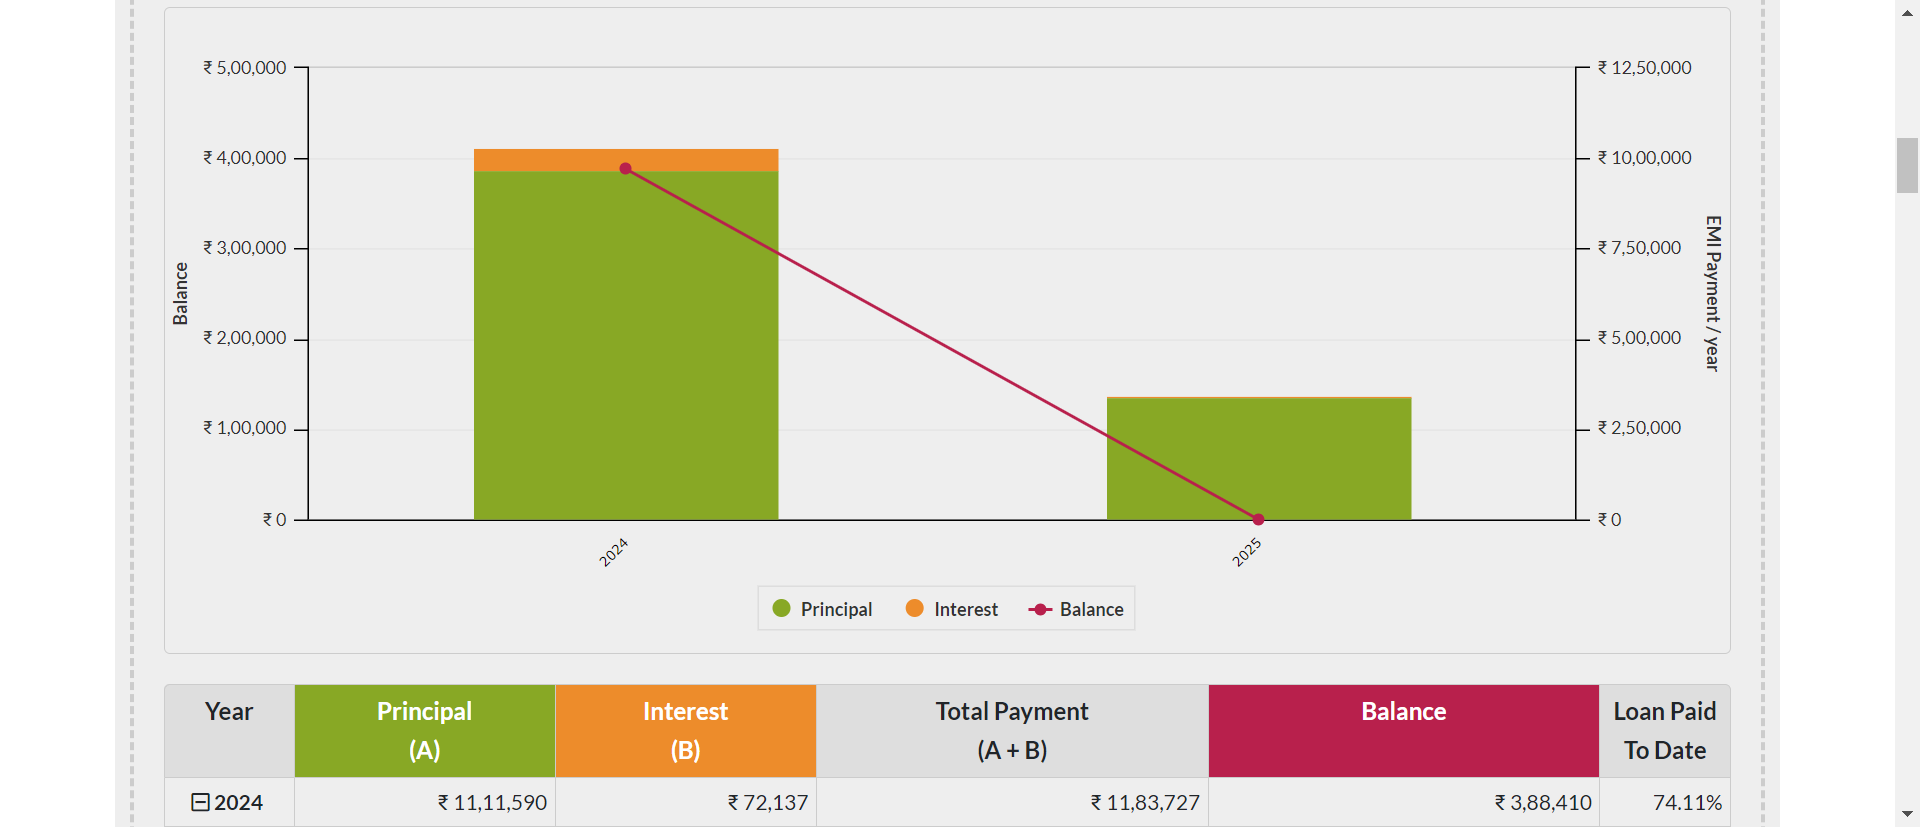 ₹ 5,00,000
₹ 4,00,000
₹ 3,00,000
₹ 2,00,000
₹ 1,00,000
₹ 0
Balance
₹ 12,50,000
₹ 10,00,000
₹ 7,50,000
₹ 5,00,000
₹ 2,50,000
₹ 0
EMI Payment / year
2024
2025
Principal
Interest
Balance
Year
Principal
(A)
Interest
(B)
Total Payment
(A + B)
Balance
Loan Paid
To Date
2024 ₹ 11,11,590 ₹ 72,137 ₹ 11,83,727 ₹ 3,88,410 74.11%